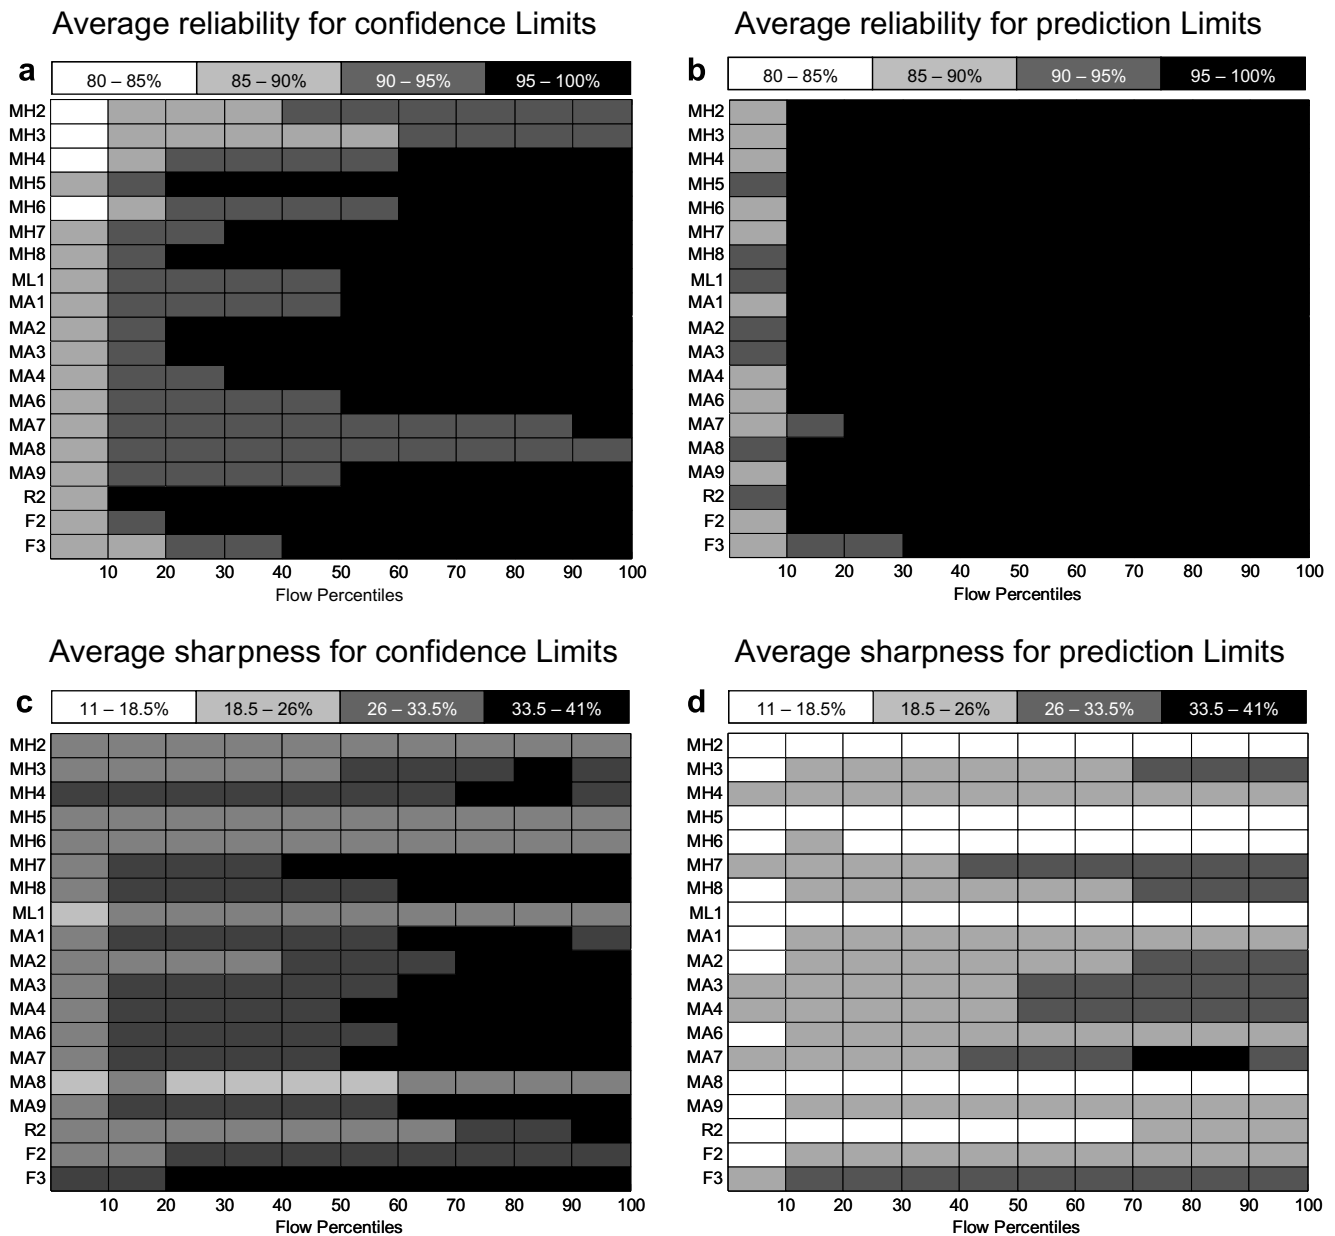 Average reliability for confidence Limits
a
80 – 85% 85 – 90% 90 – 95% 95 – 100%
MH2
MH3
MH4
MH5
MH6
MH7
MH8
ML1
MA1
MA2
MA3
MA4
MA6
MA7
MA8
MA9
R2
F2
F3
10 20 30 40 50 60 70 80 90 100
Flow Percentiles
Average reliability for prediction Limits
b
80 – 85% 85 – 90% 90 – 95% 95 – 100%
MH2
MH3
MH4
MH5
MH6
MH7
MH8
ML1
MA1
MA2
MA3
MA4
MA6
MA7
MA8
MA9
R2
F2
F3
10 20 30 40 50 60 70 80 90 100
Flow Percentiles
Average sharpness for confidence Limits
c
11 – 18.5% 18.5 – 26% 26 – 33.5% 33.5 – 41%
MH2
MH3
MH4
MH5
MH6
MH7
MH8
ML1
MA1
MA2
MA3
MA4
MA6
MA7
MA8
MA9
R2
F2
F3
10 20 30 40 50 60 70 80 90 100
Flow Percentiles
Average sharpness for prediction Limits
d
11 – 18.5% 18.5 – 26% 26 – 33.5% 33.5 – 41%
MH2
MH3
MH4
MH5
MH6
MH7
MH8
ML1
MA1
MA2
MA3
MA4
MA6
MA7
MA8
MA9
R2
F2
F3
10 20 30 40 50 60 70 80 90 100
Flow Percentiles